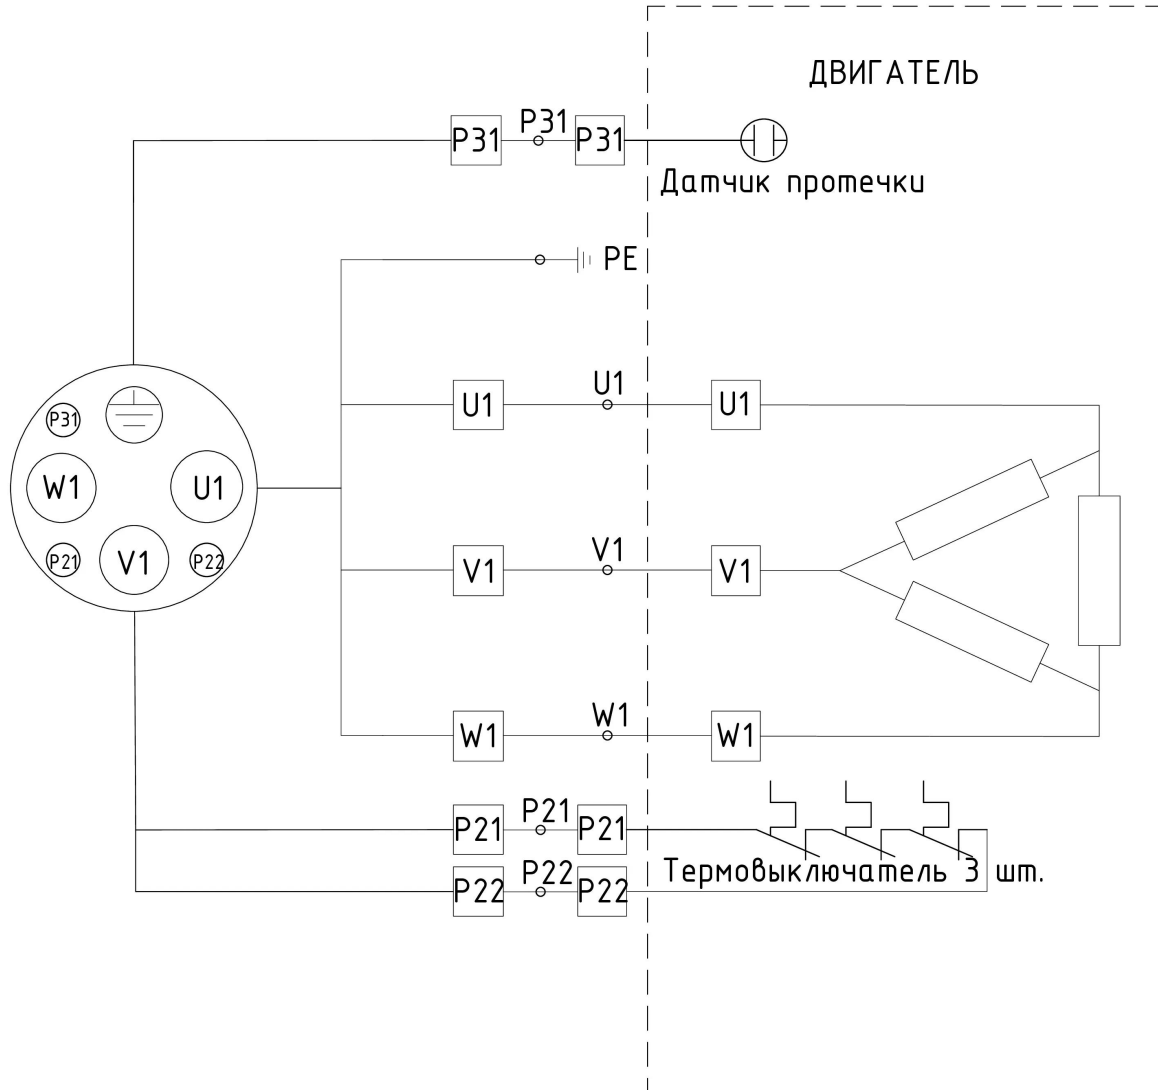 ДВИГАТЕЛЬ
P31 P31 P31
Датчик протечки
PE
U1 U1 U1
P31
W1 U1
P21 V1 P22
V1 V1 V1
W1 W1 W1
P21 P21 P21
Термовыключатель 3 шт.
P22 P22 P22